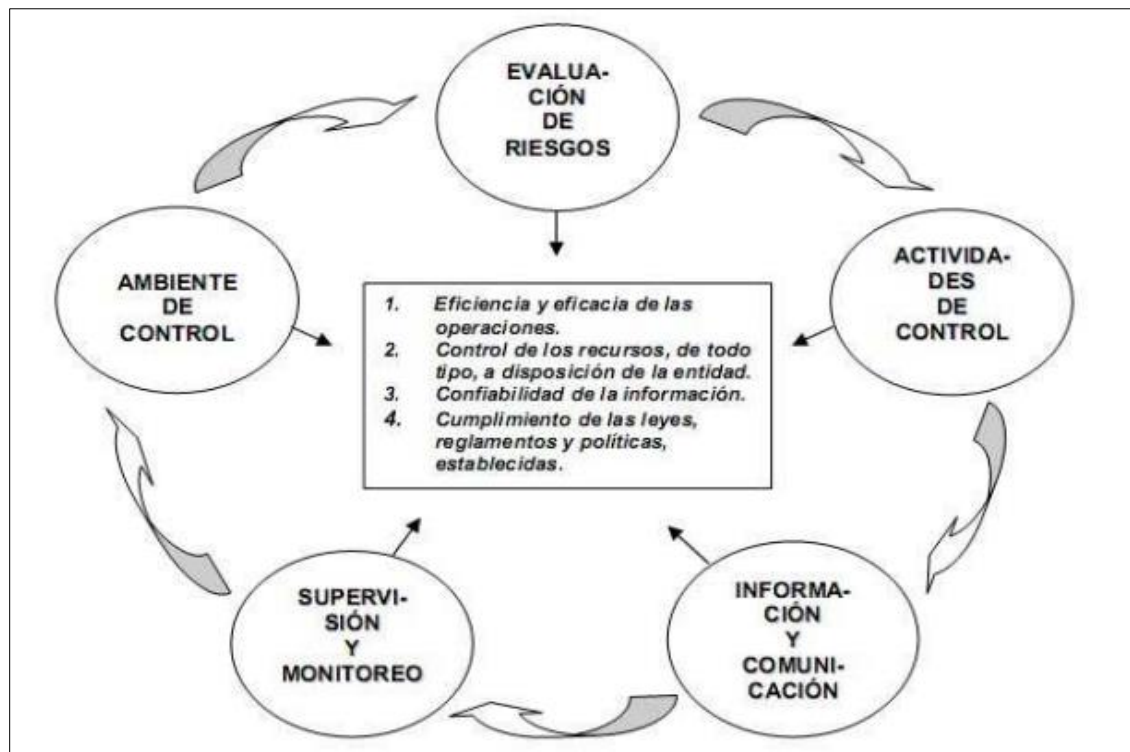 EVALUA-
CIÓN
DE
RIESGOS
AMBIENTE
DE
CONTROL
ACTIVIDA-
DES
DE
CONTROL
1. Eficiencia y eficacia de las
operaciones.
2. Control de los recursos, de todo
tipo, a disposición de la entidad.
3. Confiabilidad de la información.
4. Cumplimiento de las leyes,
reglamentos y políticas,
establecidas.
SUPERVI-
SIÓN
Y
MONITOREO
INFORMA-
CIÓN
Y
COMUNI-
CACIÓN